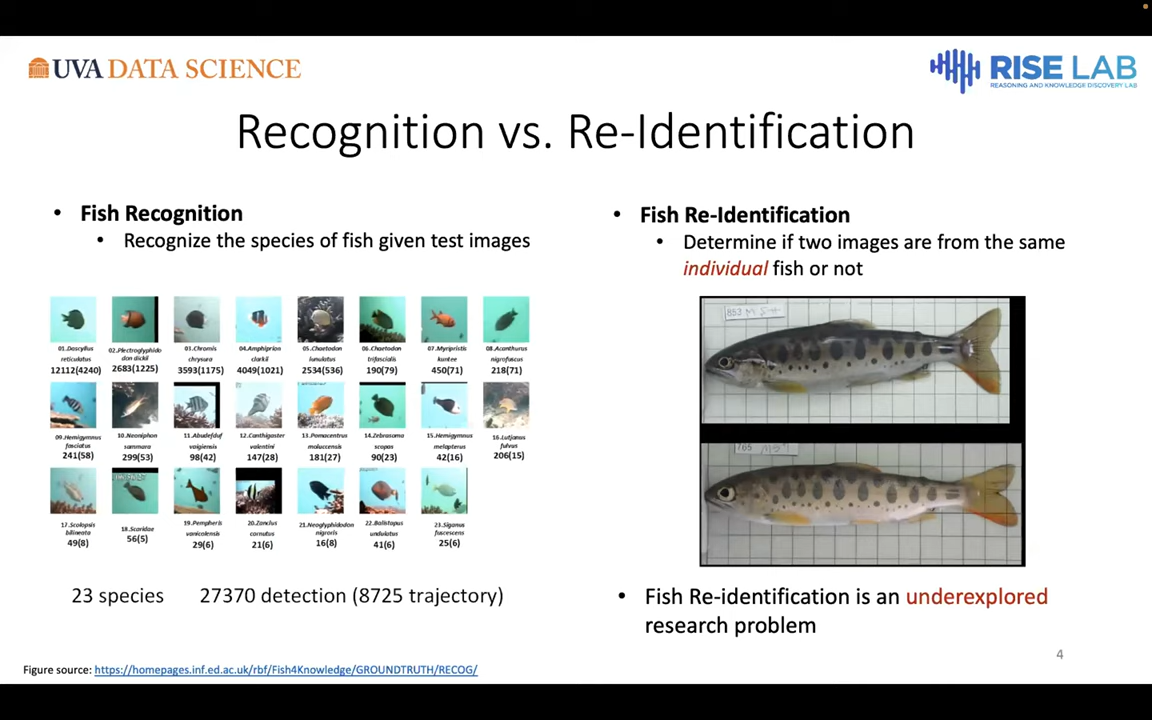 UVA DATA SCIENCE
RISE LAB
REASONING AND KNOWLEDGE DISCOVERY LAB
Recognition vs. Re-Identification
• Fish Recognition
• Recognize the species of fish given test images
01.Dascyllus
reticulatus
12112(4240)
02.Plectroglyphido
don dickii
2683(1225)
03.Chromis
chrysura
3593(1175)
04.Amphiprion
clarkii
4049(1021)
05.Chaetodon
lunulatus
2534(536)
06.Chaetodon
trifascialis
190(79)
07.Myripristis
kuntee
450(71)
08.Acanthurus
nigrofuscus
218(71)
09.Hemigymnus
fasciatus
241(58)
10.Neoniphon
sammara
299(53)
11.Abudefduf
vaigiensis
98(42)
12.Canthigaster
valentini
147(28)
13.Pomacentrus
moluccensis
181(27)
14.Zebrasoma
scopas
90(23)
15.Hemigymnus
melapterus
42(16)
16.Lutjanus
fulvus
206(15)
17.Scolopsis
bilineata
49(8)
18.Scaridae
56(5)
19.Pempheris
vanicolensis
29(6)
20.Zanclus
cornutus
21(6)
21.Neoglyphidodon
nigroris
16(8)
22.Balistapus
undulatus
41(6)
23.Siganus
fuscescens
25(6)
23 species 27370 detection (8725 trajectory)
• Fish Re-Identification
• Determine if two images are from the same
individual fish or not
853
765
• Fish Re-identification is an underexplored
research problem
4
Figure source: https://homepages.inf.ed.ac.uk/rbf/Fish4Knowledge/GROUNDTRUTH/RECOG/